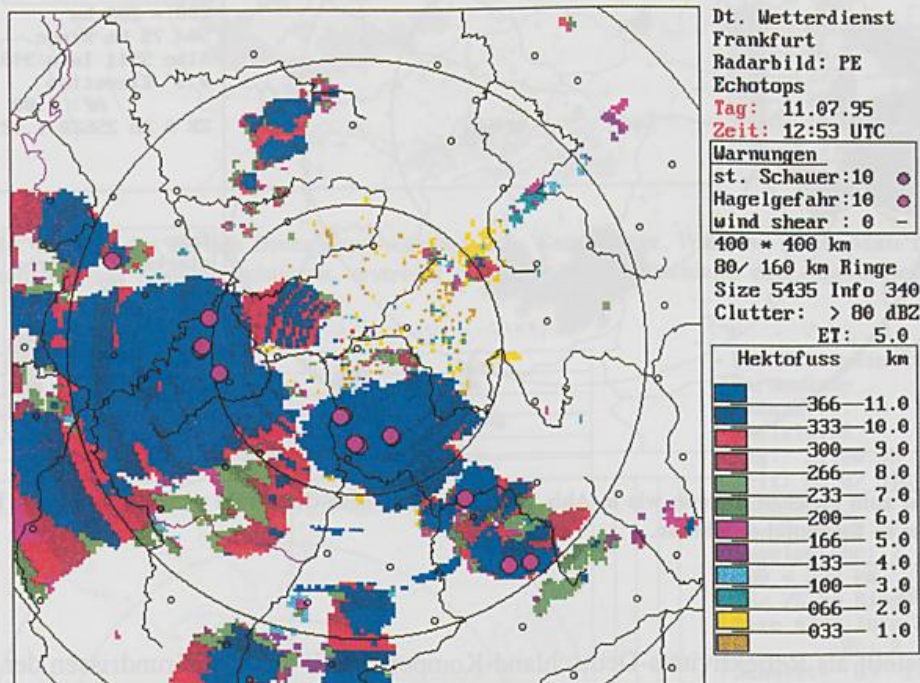 Dt. Wetterdienst
Frankfurt
Radarbild: PE
Echotops
Tag: 11.07.95
Zeit: 12:53 UTC
Warnungen
st. Schauer:10
Hagelgefahr:10
wind shear : 0 -
400 * 400 km
80/ 160 km Ringe
Size 5435 Info 340
Clutter: > 80 dBZ
ET: 5.0
Hektofuss km
366 11.0
333 10.0
300 9.0
266 8.0
233 7.0
200 6.0
166 5.0
133 4.0
100 3.0
066 2.0
033 1.0